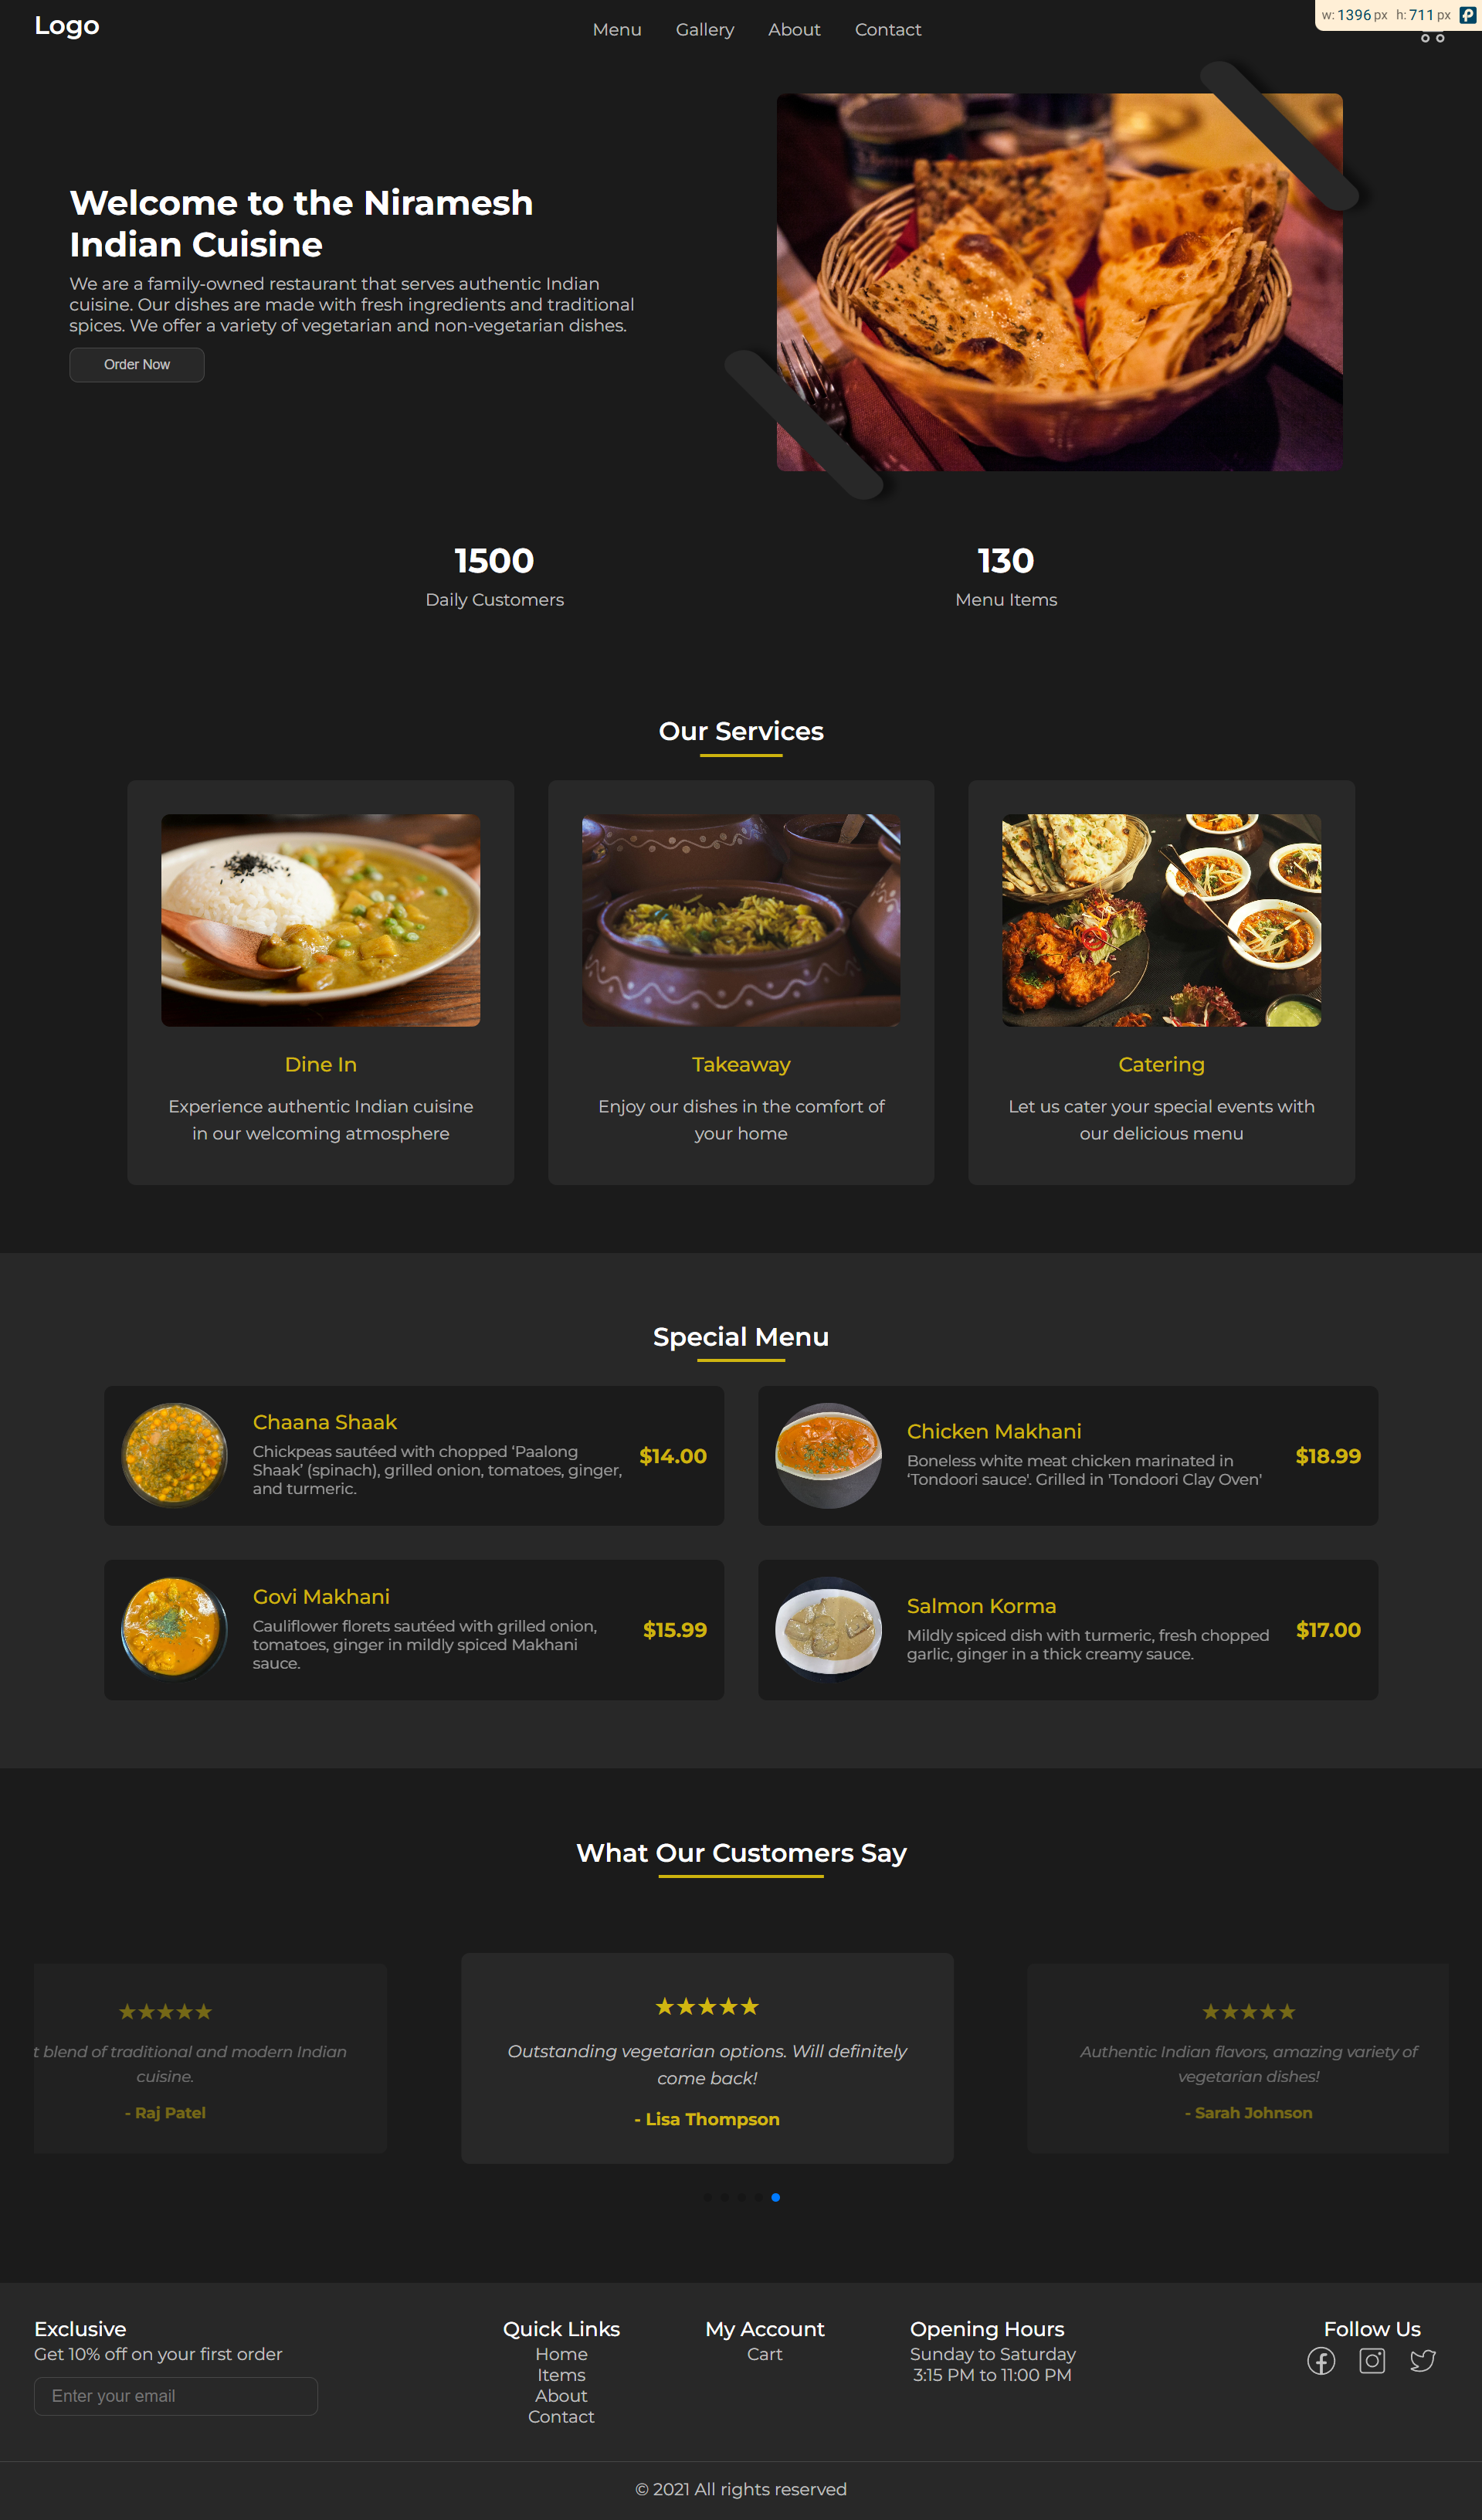 Logo
Menu
Gallery
About
Contact
w: 1396 px h: 711 px
Welcome to the Niramesh
Indian Cuisine
We are a family-owned restaurant that serves authentic Indian
cuisine. Our dishes are made with fresh ingredients and traditional
spices. We offer a variety of vegetarian and non-vegetarian dishes.
Order Now
1500
Daily Customers
130
Menu Items
Our Services
Dine In
Experience authentic Indian cuisine
in our welcoming atmosphere
Takeaway
Enjoy our dishes in the comfort of
your home
Catering
Let us cater your special events with
our delicious menu
Special Menu
Chaana Shaak
Chickpeas sautéed with chopped ‘Paalong
Shaak’ (spinach), grilled onion, tomatoes, ginger,
and turmeric.
$14.00
Chicken Makhani
Boneless white meat chicken marinated in
‘Tondoori sauce'. Grilled in 'Tondoori Clay Oven'
$18.99
Govi Makhani
Cauliflower florets sautéed with grilled onion,
tomatoes, ginger in mildly spiced Makhani
sauce.
$15.99
Salmon Korma
Mildly spiced dish with turmeric, fresh chopped
garlic, ginger in a thick creamy sauce.
$17.00
What Our Customers Say
★★★★★
t blend of traditional and modern Indian
cuisine.
- Raj Patel
★★★★★
Outstanding vegetarian options. Will definitely
come back!
- Lisa Thompson
★★★★★
Authentic Indian flavors, amazing variety of
vegetarian dishes!
- Sarah Johnson
Exclusive
Get 10% off on your first order
Enter your email
Quick Links
Home
Items
About
Contact
My Account
Cart
Opening Hours
Sunday to Saturday
3:15 PM to 11:00 PM
Follow Us
© 2021 All rights reserved